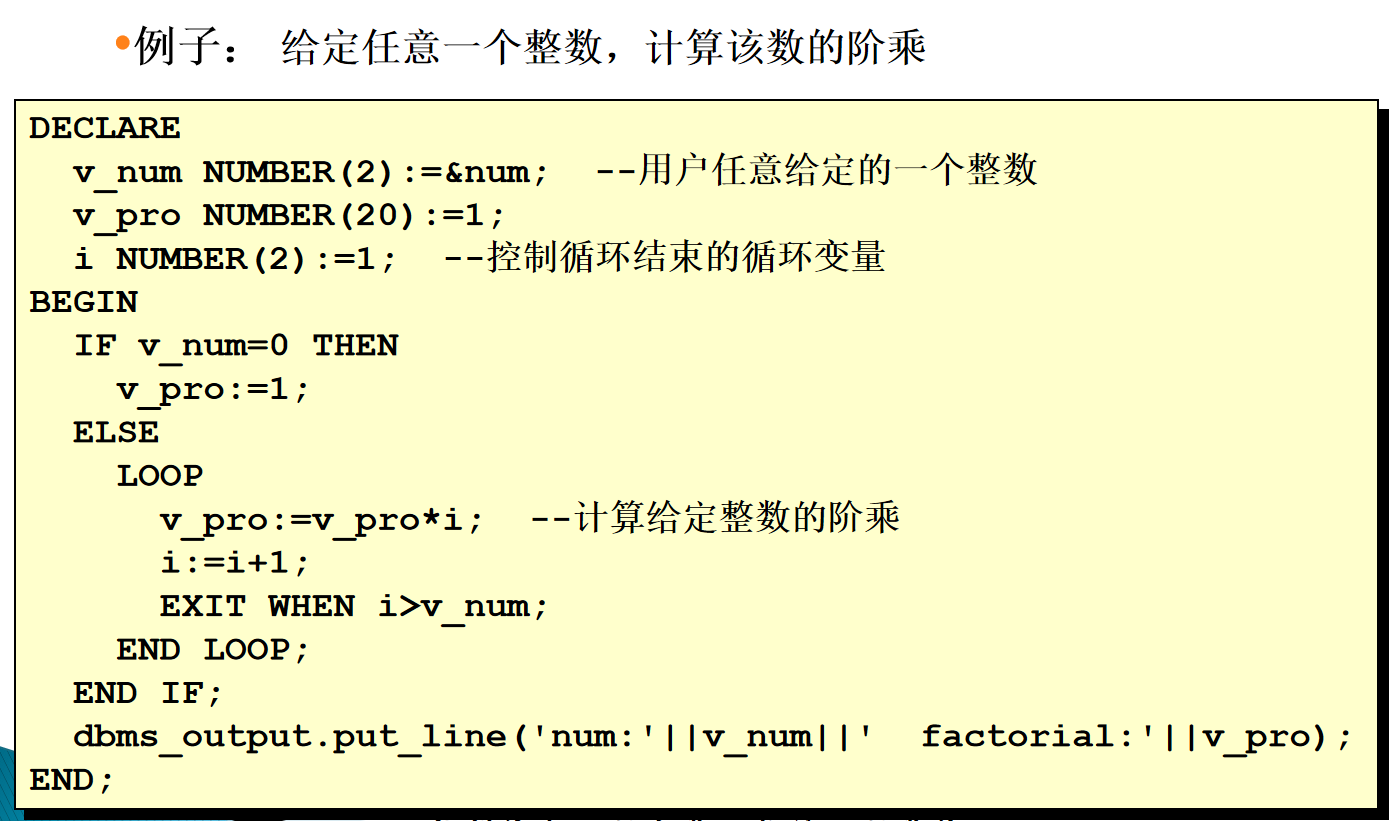 •例子： 给定任意一个整数，计算该数的阶乘
DECLARE
  v_num NUMBER(2):=&num;  --用户任意给定的一个整数
  v_pro NUMBER(20):=1;
  i NUMBER(2):=1;  --控制循环结束的循环变量
BEGIN
  IF v_num=0 THEN
    v_pro:=1;
  ELSE
    LOOP
      v_pro:=v_pro*i;  --计算给定整数的阶乘
      i:=i+1;
      EXIT WHEN i>v_num;
    END LOOP;
  END IF;
  dbms_output.put_line('num:'||v_num||'  factorial:'||v_pro);
END;